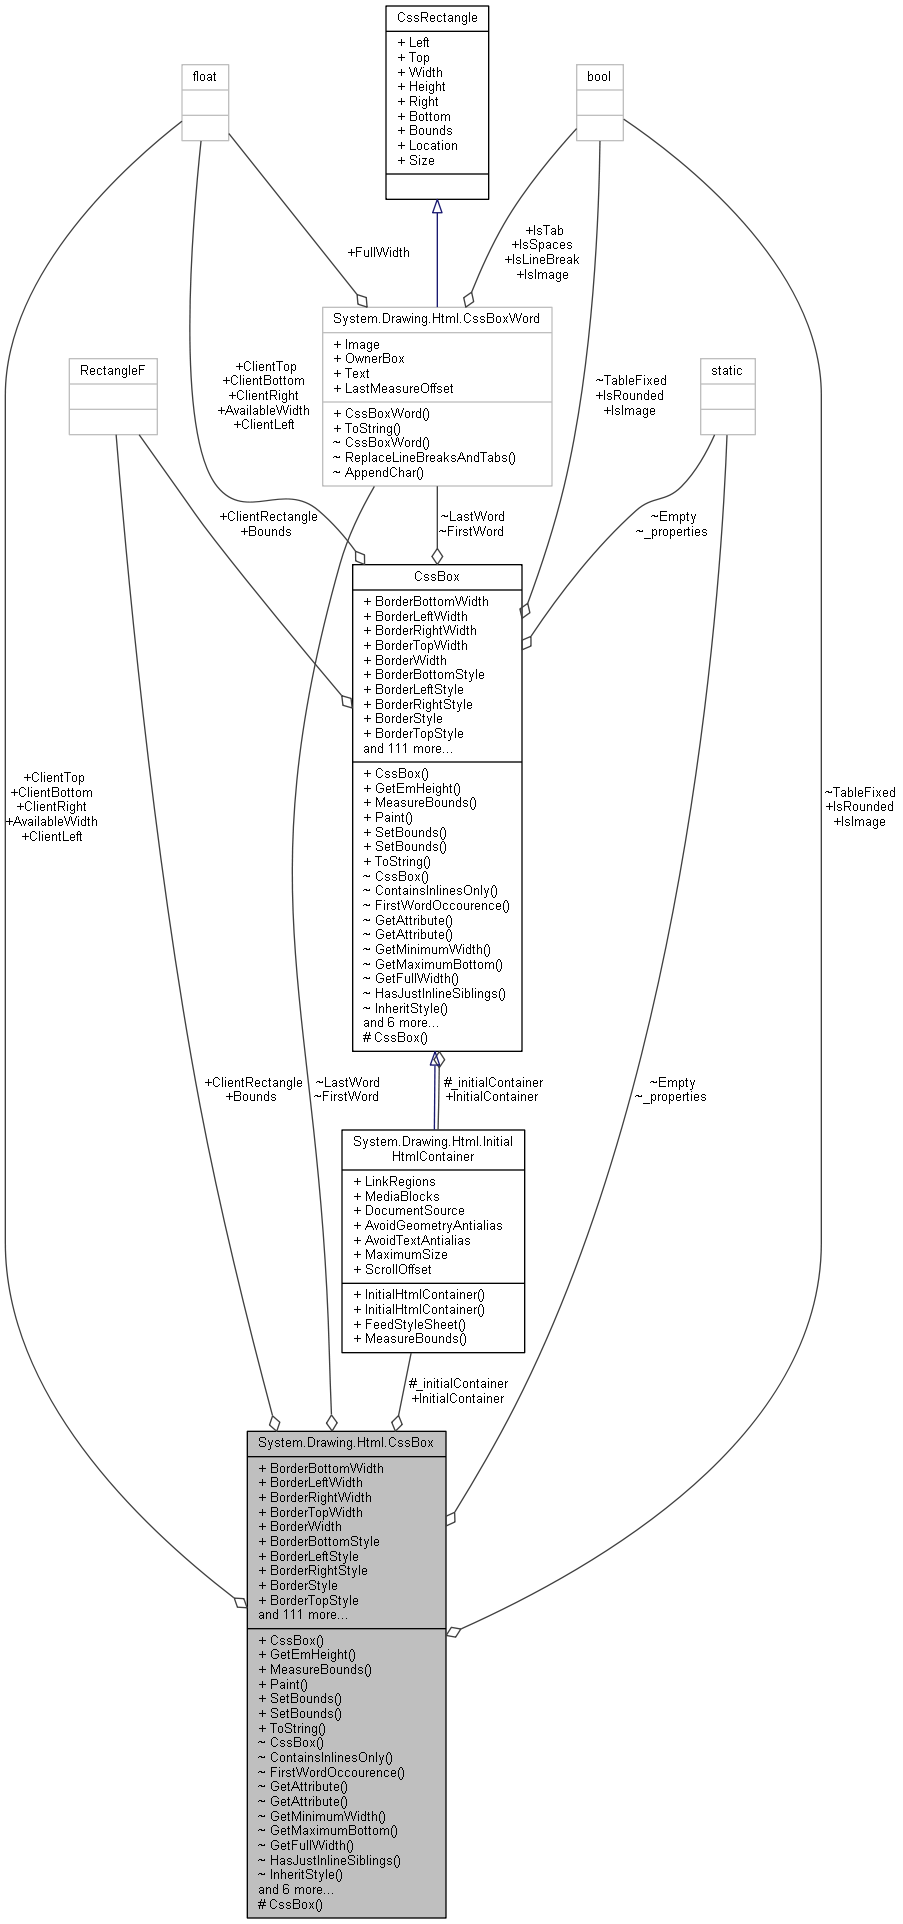 CssRectangle
+ Left
+ Top
+ Width
+ Height
+ Right
+ Bottom
+ Bounds
+ Location
+ Size
float
bool
+FullWidth
+IsTab
+IsSpaces
+IsLineBreak
+IsImage
System.Drawing.Html.CssBoxWord
+ Image
+ OwnerBox
+ Text
+ LastMeasureOffset
+ CssBoxWord()
+ ToString()
~ CssBoxWord()
~ ReplaceLineBreaksAndTabs()
~ AppendChar()
RectangleF
static
+ClientTop
+ClientBottom
+ClientRight
+AvailableWidth
+ClientLeft
~TableFixed
+IsRounded
+IsImage
+ClientRectangle
+Bounds
~LastWord
~FirstWord
~Empty
~_properties
CssBox
+ BorderBottomWidth
+ BorderLeftWidth
+ BorderRightWidth
+ BorderTopWidth
+ BorderWidth
+ BorderBottomStyle
+ BorderLeftStyle
+ BorderRightStyle
+ BorderStyle
+ BorderTopStyle
and 111 more...
+ CssBox()
+ GetEmHeight()
+ MeasureBounds()
+ Paint()
+ SetBounds()
+ SetBounds()
+ ToString()
~ CssBox()
~ ContainsInlinesOnly()
~ FirstWordOccourence()
~ GetAttribute()
~ GetAttribute()
~ GetMinimumWidth()
~ GetMaximumBottom()
~ GetFullWidth()
~ HasJustInlineSiblings()
~ InheritStyle()
and 6 more...
# CssBox()
+ClientTop
+ClientBottom
+ClientRight
+AvailableWidth
+ClientLeft
~TableFixed
+IsRounded
+IsImage
+ClientRectangle
+Bounds
~LastWord
~FirstWord
#_initialContainer
+InitialContainer
~Empty
~_properties
System.Drawing.Html.Initial
HtmlContainer
+ LinkRegions
+ MediaBlocks
+ DocumentSource
+ AvoidGeometryAntialias
+ AvoidTextAntialias
+ MaximumSize
+ ScrollOffset
+ InitialHtmlContainer()
+ InitialHtmlContainer()
+ FeedStyleSheet()
+ MeasureBounds()
#_initialContainer
+InitialContainer
System.Drawing.Html.CssBox
+ BorderBottomWidth
+ BorderLeftWidth
+ BorderRightWidth
+ BorderTopWidth
+ BorderWidth
+ BorderBottomStyle
+ BorderLeftStyle
+ BorderRightStyle
+ BorderStyle
+ BorderTopStyle
and 111 more...
+ CssBox()
+ GetEmHeight()
+ MeasureBounds()
+ Paint()
+ SetBounds()
+ SetBounds()
+ ToString()
~ CssBox()
~ ContainsInlinesOnly()
~ FirstWordOccourence()
~ GetAttribute()
~ GetAttribute()
~ GetMinimumWidth()
~ GetMaximumBottom()
~ GetFullWidth()
~ HasJustInlineSiblings()
~ InheritStyle()
and 6 more...
# CssBox()